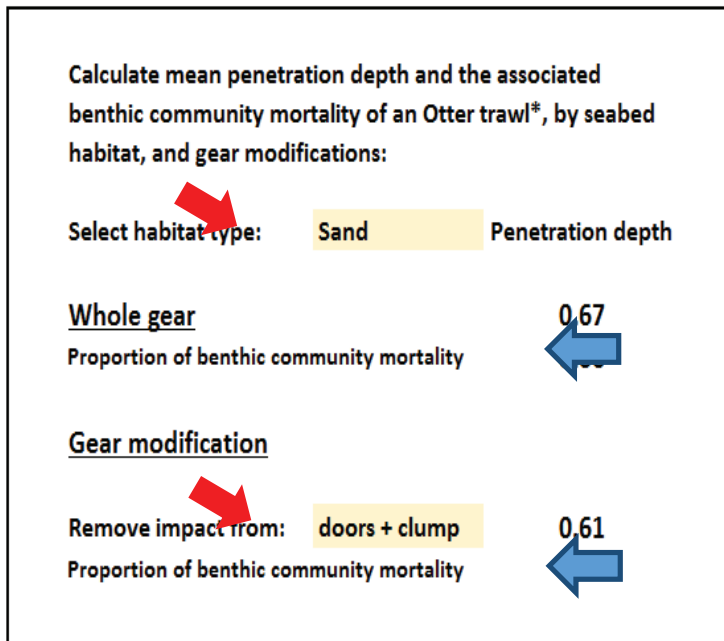 Calculate mean penetration depth and the associated
benthic community mortality of an Otter trawl*, by seabed
habitat, and gear modifications:
Select habitat type: Sand Penetration depth
Whole gear 0,67
Proportion of benthic community mortality
Gear modification
Remove impact from: doors + clump 0,61
Proportion of benthic community mortality